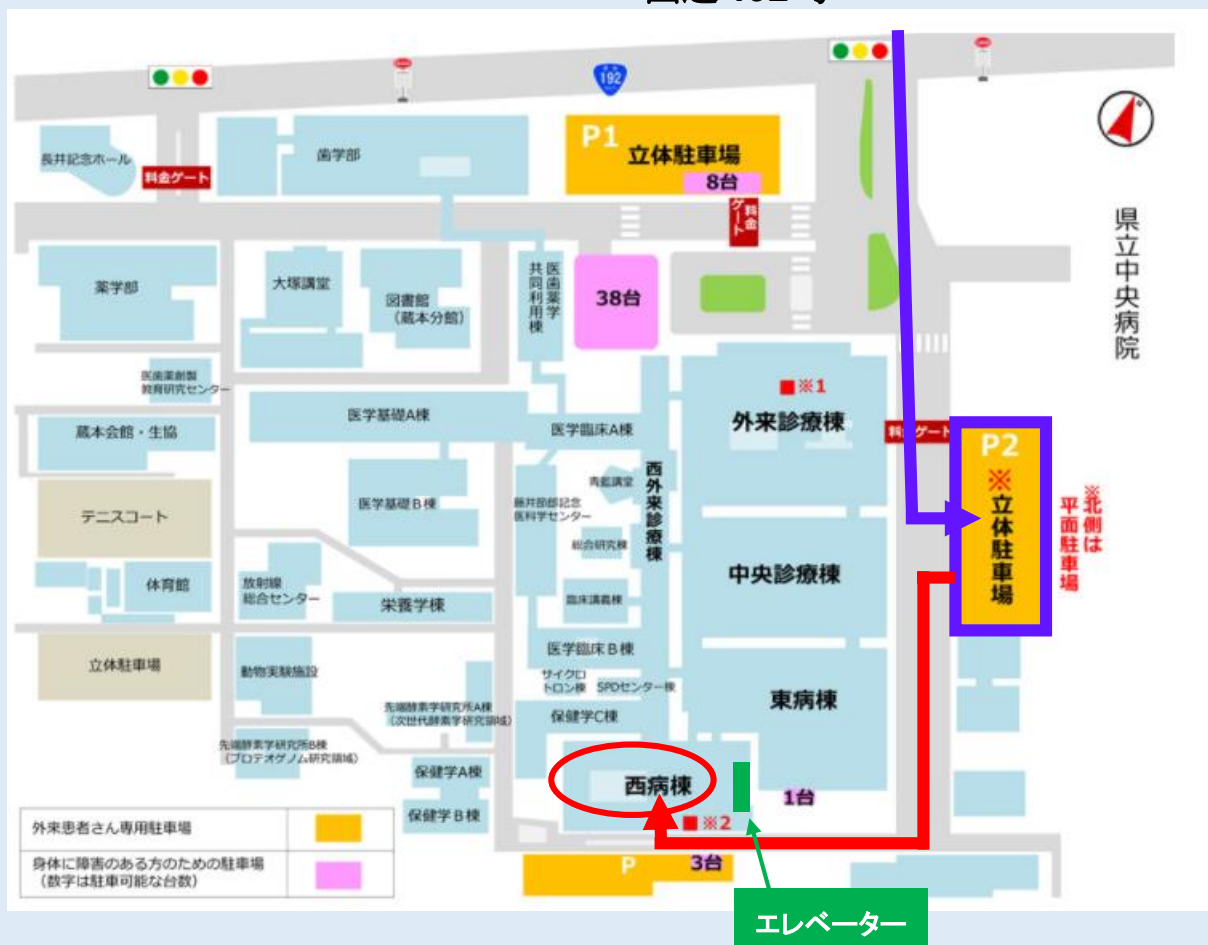 192
P1
立体駐車場
8台
料金ゲート
長井記念ホール
料金ゲート
歯学部
県立中央病院
薬学部
大塚講堂
図書館
（蔵本分館）
医歯薬学
共同利用棟
38台
医歯薬創製
教育研究センター
※1
外来診療棟
医学基礎A棟
医学臨床A棟
蔵本会館・生協
料金ゲート
P2
※立体駐車場
※北側は
平面駐車場
西外来診療棟
青藍講堂
医学基礎B棟
医科学センター
テニスコート
総合研究棟
中央診療棟
体育館
放射線
総合センター
栄養学棟
臨床講義棟
医学臨床B棟
立体駐車場
動物実験施設
サイクロ
トロン棟
SPDセンター棟
東病棟
先端酵素学研究所A棟
（次世代酵素学研究領域）
保健学C棟
先端酵素学研究所B棟
（プロテオゲノム研究領域）
保健学A棟
西病棟
1台
保健学B棟
※2
外来患者さん専用駐車場
身体に障害のある方のための駐車場
（数字は駐車可能な台数）
P
3台
エレベーター